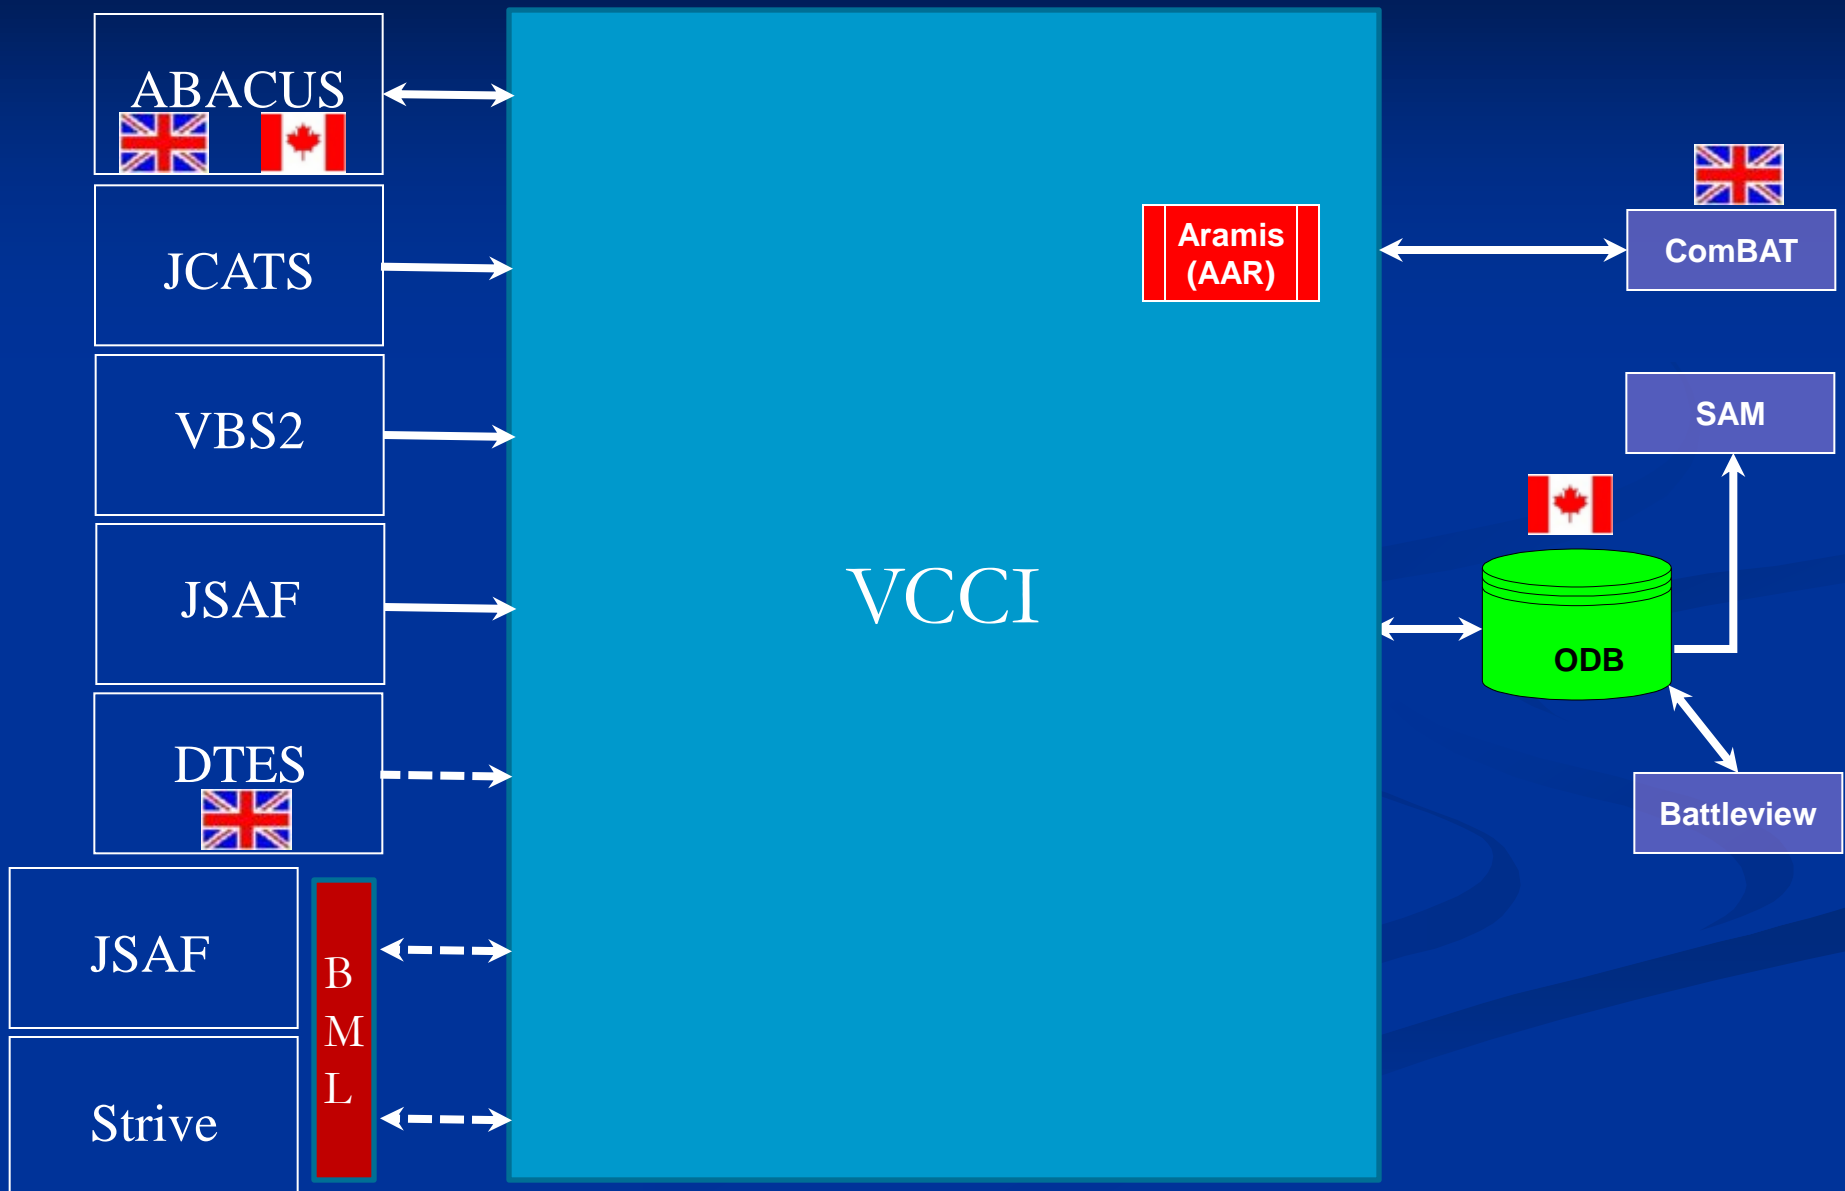 ABACUS
JCATS
VBS2
JSAF
DTES
JSAF
Strive
B
M
L
VCCI
Aramis
(AAR)
ComBAT
SAM
ODB
Battleview